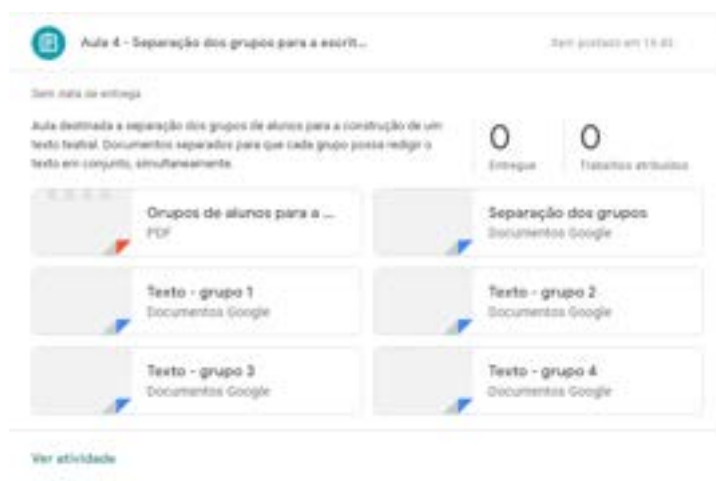 Aula 4 - Separação dos grupos para a escrit...
Item postado em
Sem data de entrega
Aula destinada a separação dos grupos de alunos para a construção de um
texto teatral. Documentos separados para que cada grupo possa redigir o
texto em conjunto, simultaneamente.
0
Entregue
0
Trabalhos atribuídos
Grupos de alunos para a ...
PDF
Separação dos grupos
Documentos Google
Texto - grupo 1
Documentos Google
Texto - grupo 2
Documentos Google
Texto - grupo 3
Documentos Google
Texto - grupo 4
Documentos Google
Ver atividade